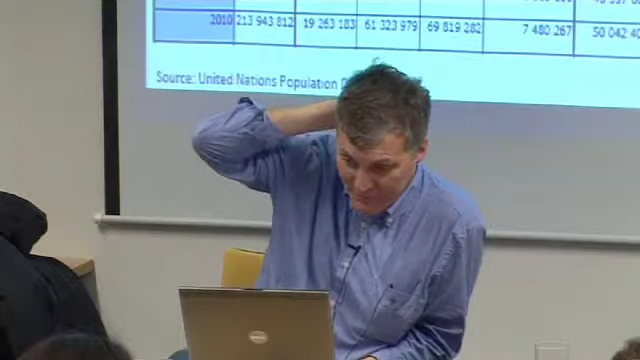 2010 213 943 812 19 263 183 61 323 979 69 819 282 7 480 267 50 042 40
Source: United Nations Population
DELL